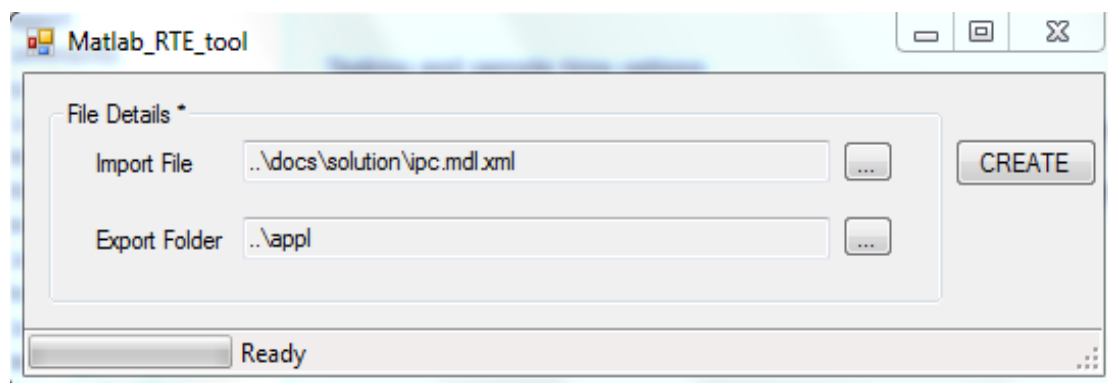 Matlab_RTE_tool
File Details *
Import File ..\docs\solution\ipc.mdl.xml ... CREATE
Export Folder ..\appl ...
Ready